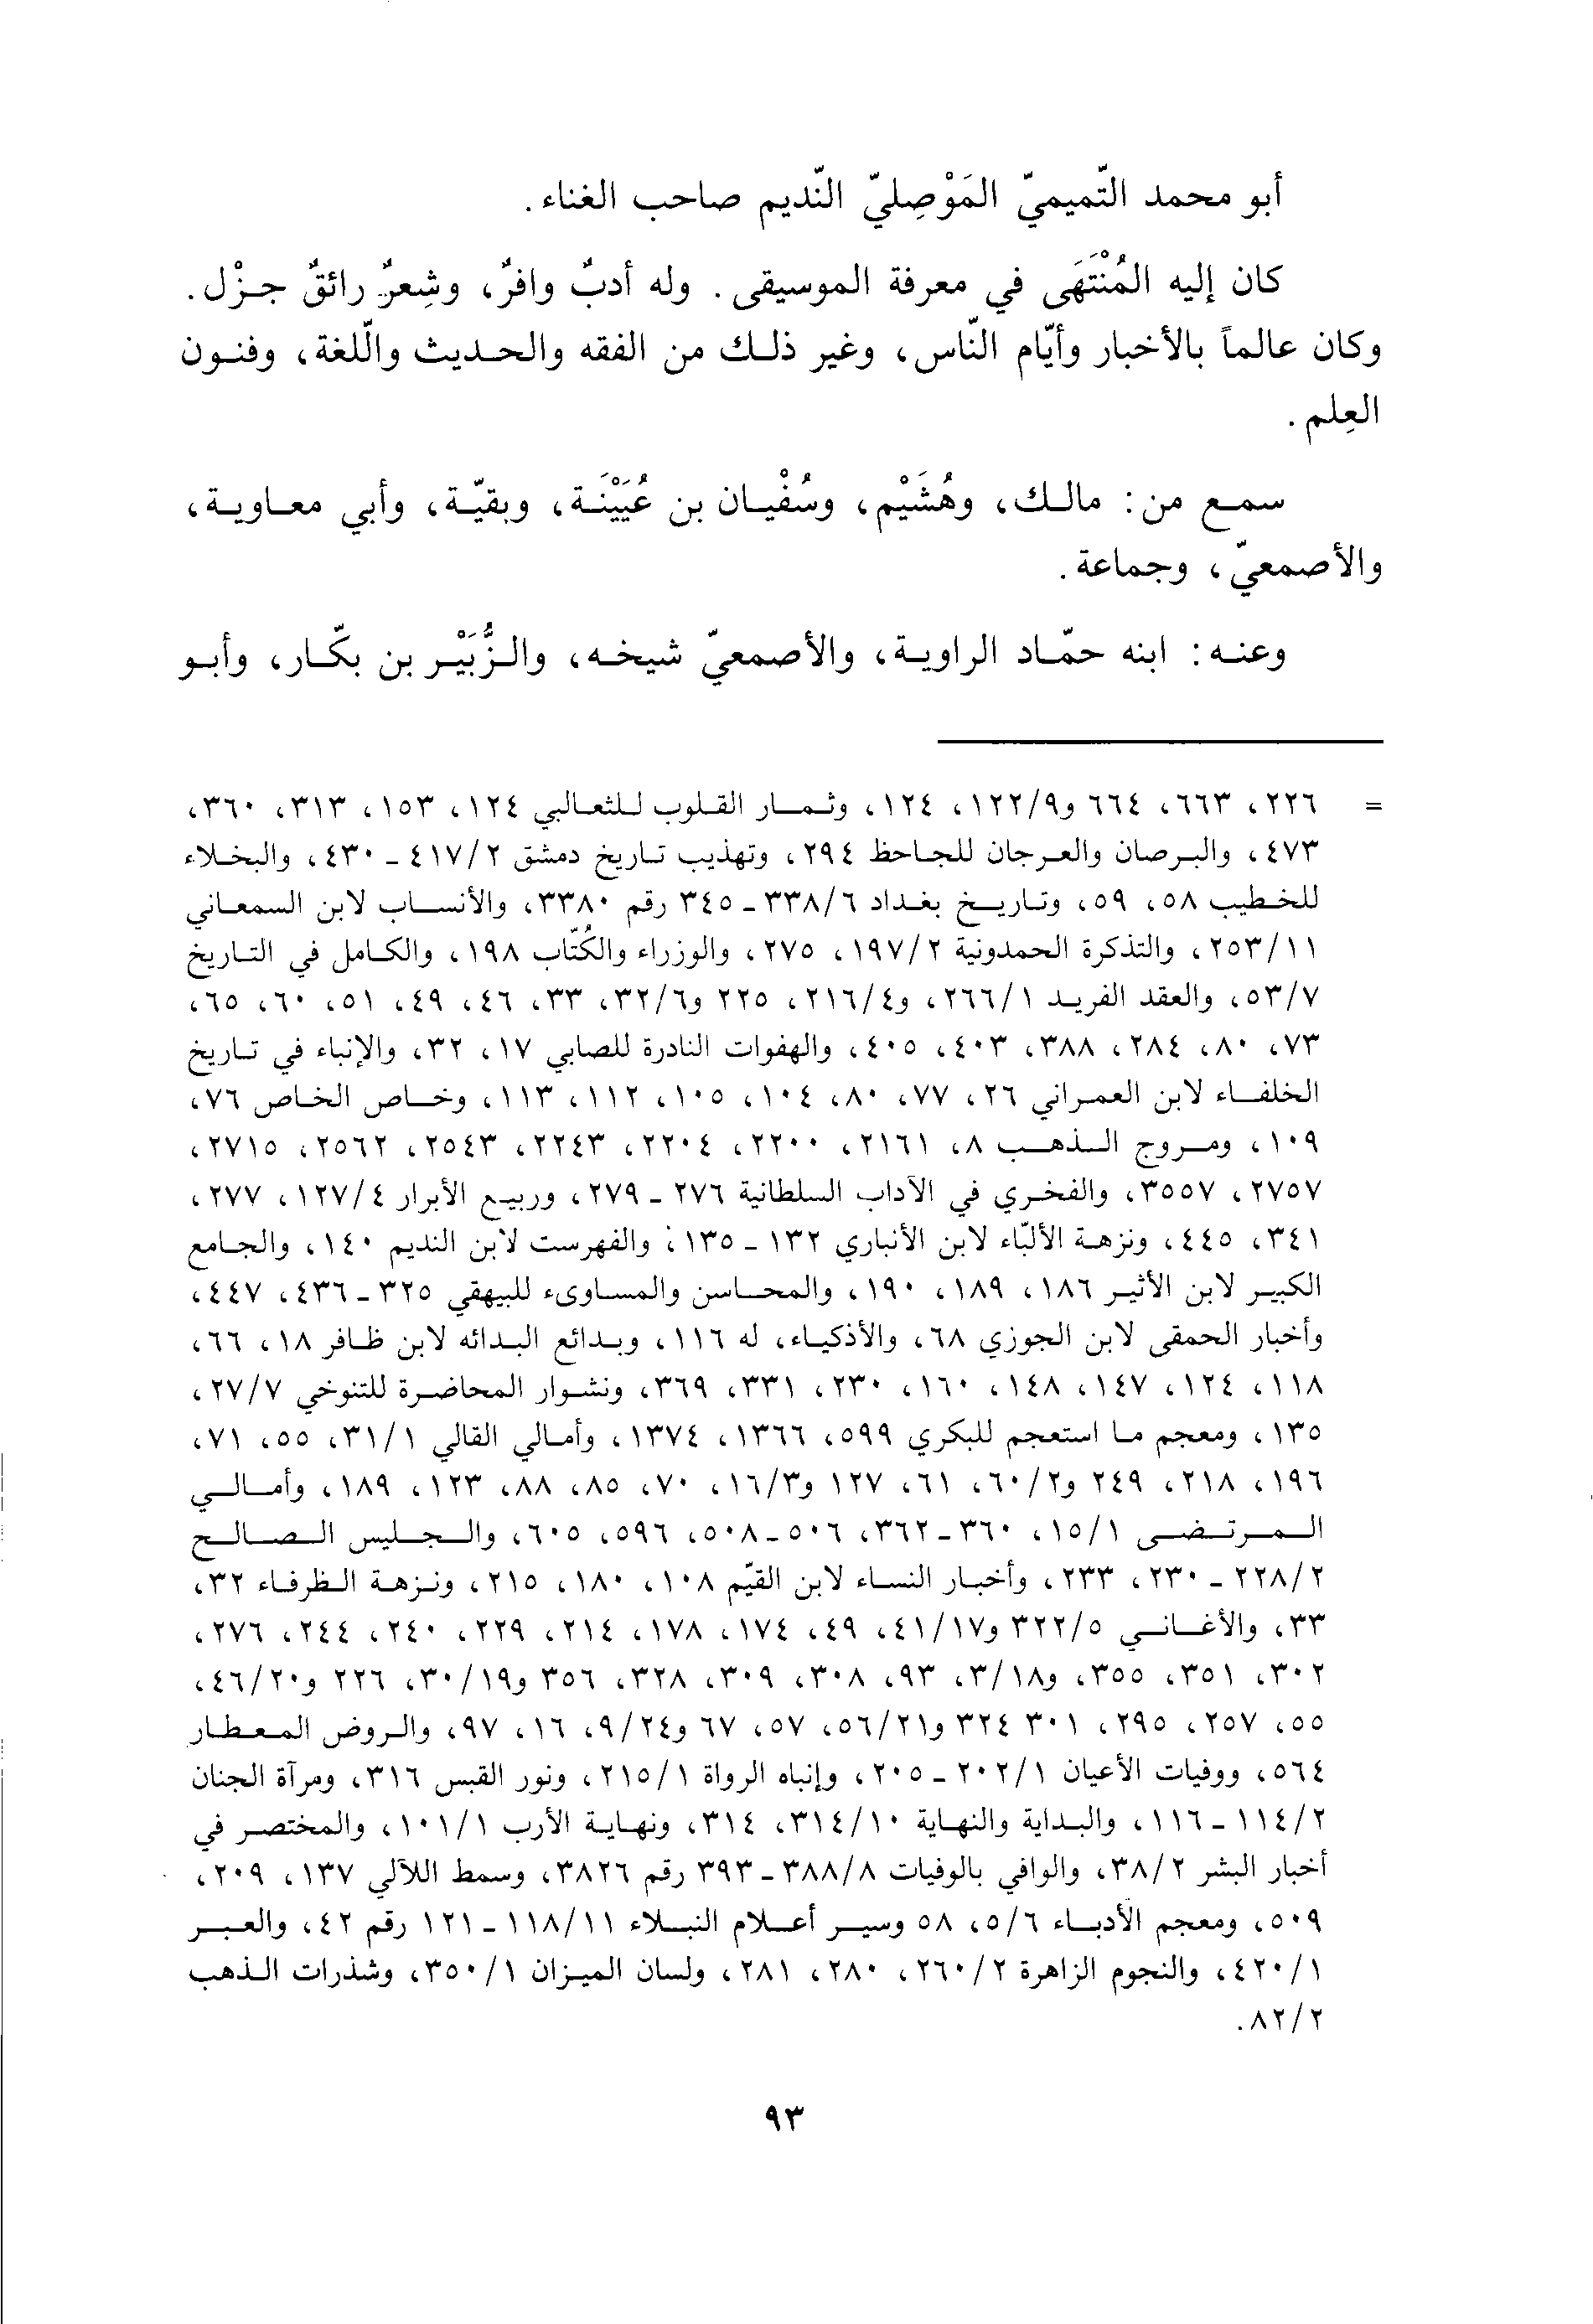 أبو محمد التّميميّ المَوْصِليّ النّديم صاحب الغناء.
كان إليه المُنْتَهَى في معرفة الموسيقى. وله أدبٌ وافرٌ، وشِعرٌ رائقٌ جزْل.
وكان عالماً بالأخبار وأيّام النّاس، وغير ذلك من الفقه والحديث واللّغة، وفنون
العِلم.
سمع من: مالك، وهُشَيْم، وسُفْيان بن عُيَيْنَة، وبقيّة، وأبي معاوية،
والأصمعيّ، وجماعة.
وعنه: ابنه حمّاد الراوية، والأصمعيّ شيخه، والزُّبَيْر بن بكّار، وأبو
= ٢٢٦، ٦٦٣، ٦٦٤ و٩/١٢٢، ١٢٤، وثمار القلوب للثعالبي ١٢٤، ١٥٣، ٣١٣، ٣٦٠،
٤٧٣، والبرصان والعرجان للجاحظ ٢٩٤، وتهذيب تاريخ دمشق ٢/٤١٧ - ٤٣٠، والبخلاء
للخطيب ٥٨، ٥٩، وتاريخ بغداد ٦/٣٣٨ - ٣٤٥ رقم ٣٣٨٠، والأنساب لابن السمعاني
١١/٢٥٣، والتذكرة الحمدونية ٢/١٩٧، ٢٧٥، والوزراء والكُتّاب ١٩٨، والكامل في التاريخ
٧/٥٣، والعقد الفريد ١/٢٦٦، و٤/٢١٦، ٢٢٥ و٦/٣٢، ٣٣، ٤٦، ٤٩، ٥١، ٦٠، ٦٥،
٧٣، ٨٠، ٢٨٤، ٣٨٨، ٤٠٣، ٤٠٥، والهفوات النادرة للصابي ١٧، ٣٢، والإنباء في تاريخ
الخلفاء لابن العمراني ٢٦، ٧٧، ٨٠، ١٠٤، ١٠٥، ١١٢، ١١٣، وخاص الخاص ٧٦،
١٠٩، ومروج الذهب ٨، ٢١٦١، ٢٢٠٠، ٢٢٠٤، ٢٢٤٣، ٢٥٤٣، ٢٥٦٢، ٢٧١٥،
٢٧٥٧، ٣٥٥٧، والفخري في الآداب السلطانية ٢٧٦ - ٢٧٩، وربيع الأبرار ٤/١٢٧، ٢٧٧،
٣٤١، ٤٤٥، ونزهة الألبّاء لابن الأنباري ١٣٢ - ١٣٥، والفهرست لابن النديم ١٤٠، والجامع
الكبير لابن الأثير ١٨٦، ١٨٩، ١٩٠، والمحاسن والمساوىء للبيهقي ٣٢٥ - ٤٣٦، ٤٤٧،
وأخبار الحمقى لابن الجوزي ٦٨، والأذكياء، له ١١٦، وبدائع البدائه لابن ظافر ١٨، ٦٦،
١١٨، ١٢٤، ١٤٧، ١٤٨، ١٦٠، ٢٣٠، ٣٣١، ٣٦٩، ونشوار المحاضرة للتنوخي ٧/٢٧،
١٣٥، ومعجم ما استعجم للبكري ٥٩٩، ١٣٦٦، ١٣٧٤، وأمالي القالي ١/٣١، ٥٥، ٧١،
١٩٦، ٢١٨، ٢٤٩ و٢/٦٠، ٦١، ١٢٧ و٣/١٦، ٧٠، ٨٥، ٨٨، ١٢٣، ١٨٩، وأمالي
المرتضى ١/١٥، ٣٦٠ - ٣٦٢، ٥٠٦ - ٥٠٨، ٥٩٦، ٦٠٥، والجليس الصالح
٢/٢٢٨ - ٢٣٠، ٢٣٣، وأخبار النساء لابن القيّم ١٠٨، ١٨٠، ٢١٥، ونزهة الظرفاء ٣٢،
٣٣، والأغاني ٥/٣٢٢ و١٧/٤١، ٤٩، ١٧٤، ١٧٨، ٢١٤، ٢٢٩، ٢٤٠، ٢٤٤، ٢٧٦،
٣٠٢، ٣٥١، ٣٥٥، و١٨/٣، ٩٣، ٣٠٨، ٣٠٩، ٣٢٨، ٣٥٦ و١٩/٣٠، ٢٢٦ و٢٠/٤٦،
٥٥، ٢٥٧، ٢٩٥، ٣٠١ ٣٢٤ و٢١/٥٦، ٥٧، ٦٧ و٢٤/٩، ١٦، ٩٧، والروض المعطار
٥٦٤، ووفيات الأعيان ١/٢٠٢ - ٢٠٥، وإنباه الرواة ١/٢١٥، ونور القبس ٣١٦، ومرآة الجنان
٢/١١٤ - ١١٦، والبداية والنهاية ١٠/٣١٤، ٣١٤، ونهاية الأرب ١/١٠١، والمختصر في
أخبار البشر ٢/٣٨، والوافي بالوفيات ٨/٣٨٨ - ٣٩٣ رقم ٣٨٢٦، وسمط اللآلي ١٣٧، ٢٠٩،
٥٠٩، ومعجم الأدباء ٦/٥، ٥٨ وسير أعلام النبلاء ١١/١١٨ - ١٢١ رقم ٤٢، والعبر
١/٤٢٠، والنجوم الزاهرة ٢/٢٦٠، ٢٨٠، ٢٨١، ولسان الميزان ١/٣٥٠، وشذرات الذهب
٢/٨٢.
٩٣